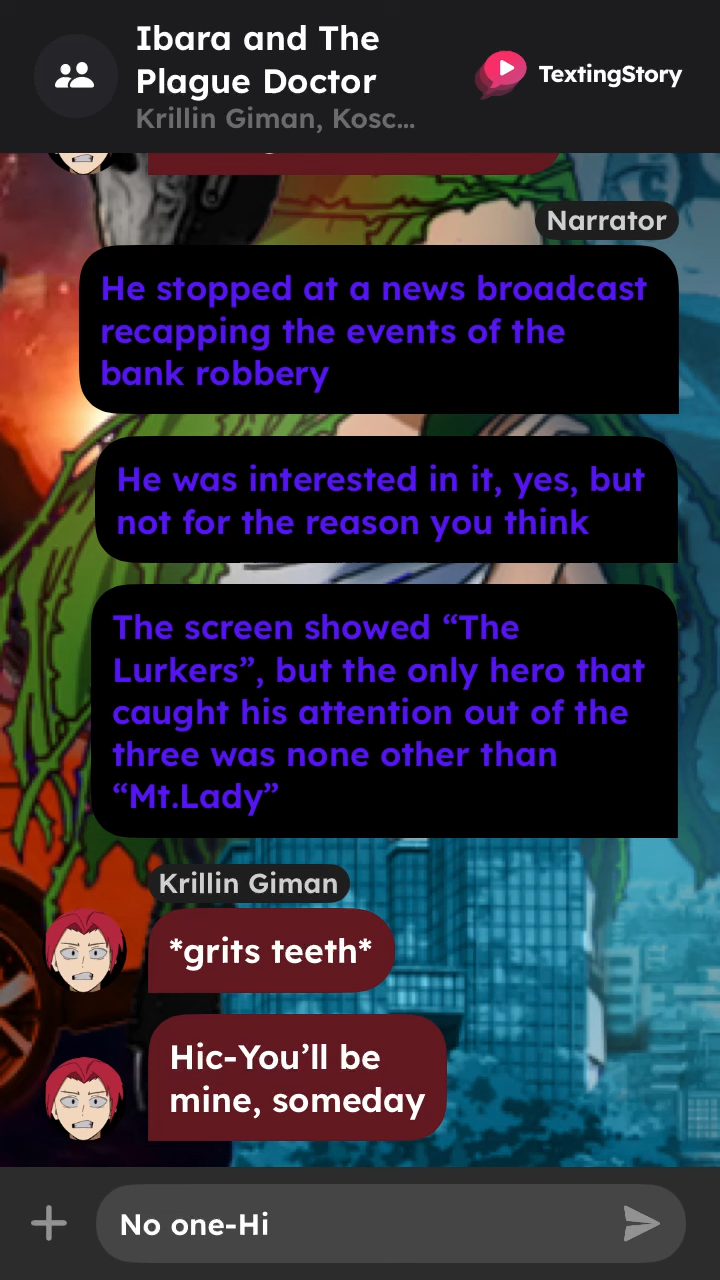 Ibara and The
Plague Doctor
Krillin Giman, Kosc...
TextingStory
Narrator
He stopped at a news broadcast
recapping the events of the
bank robbery
He was interested in it, yes, but
not for the reason you think
The screen showed “The
Lurkers”, but the only hero that
caught his attention out of the
three was none other than
“Mt.Lady”
Krillin Giman
*grits teeth*
Hic-You’ll be
mine, someday
No one-Hi